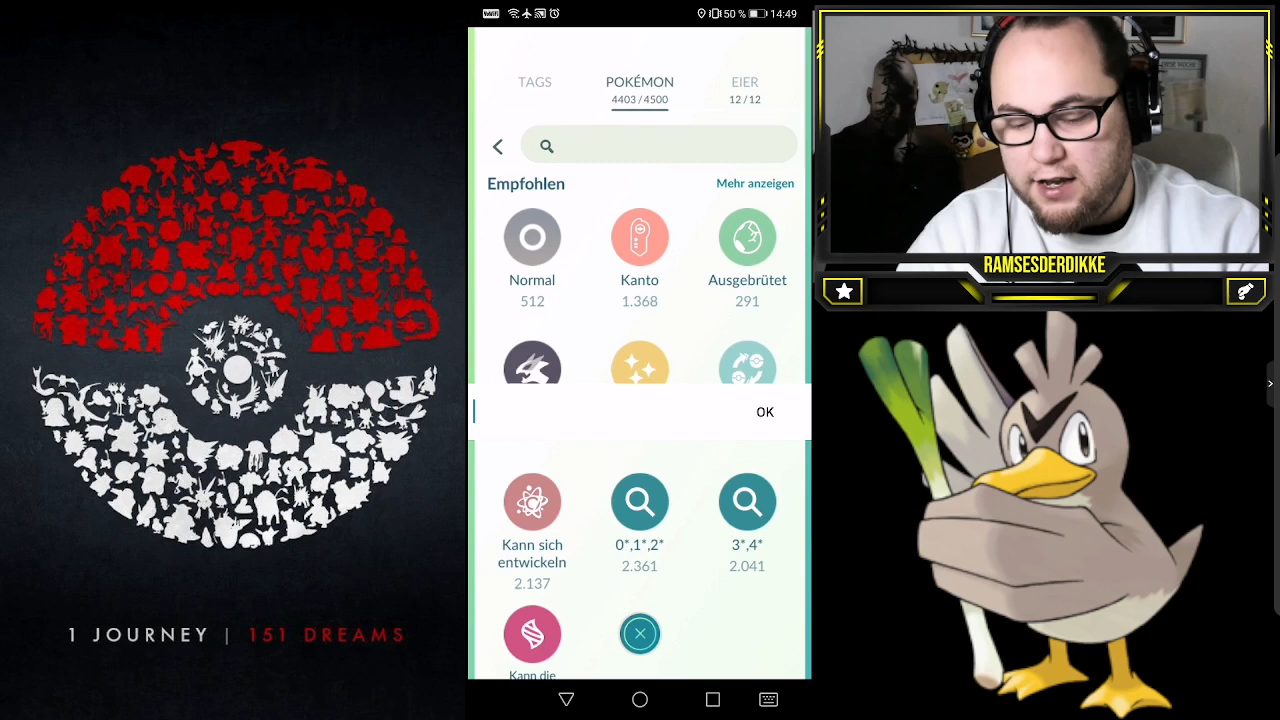 VoWiFi
50 % 14:49
TAGS
POKÉMON
EIER
4403 / 4500
12 / 12
Empfohlen
Mehr anzeigen
Normal
Kanto
Ausgebrütet
512
1.368
291
OK
Kann sich
entwickeln
0*,1*,2*
3*,4*
2.137
2.361
2.041
Kann die
1 JOURNEY | 151 DREAMS
RAMSESDERDIKKE